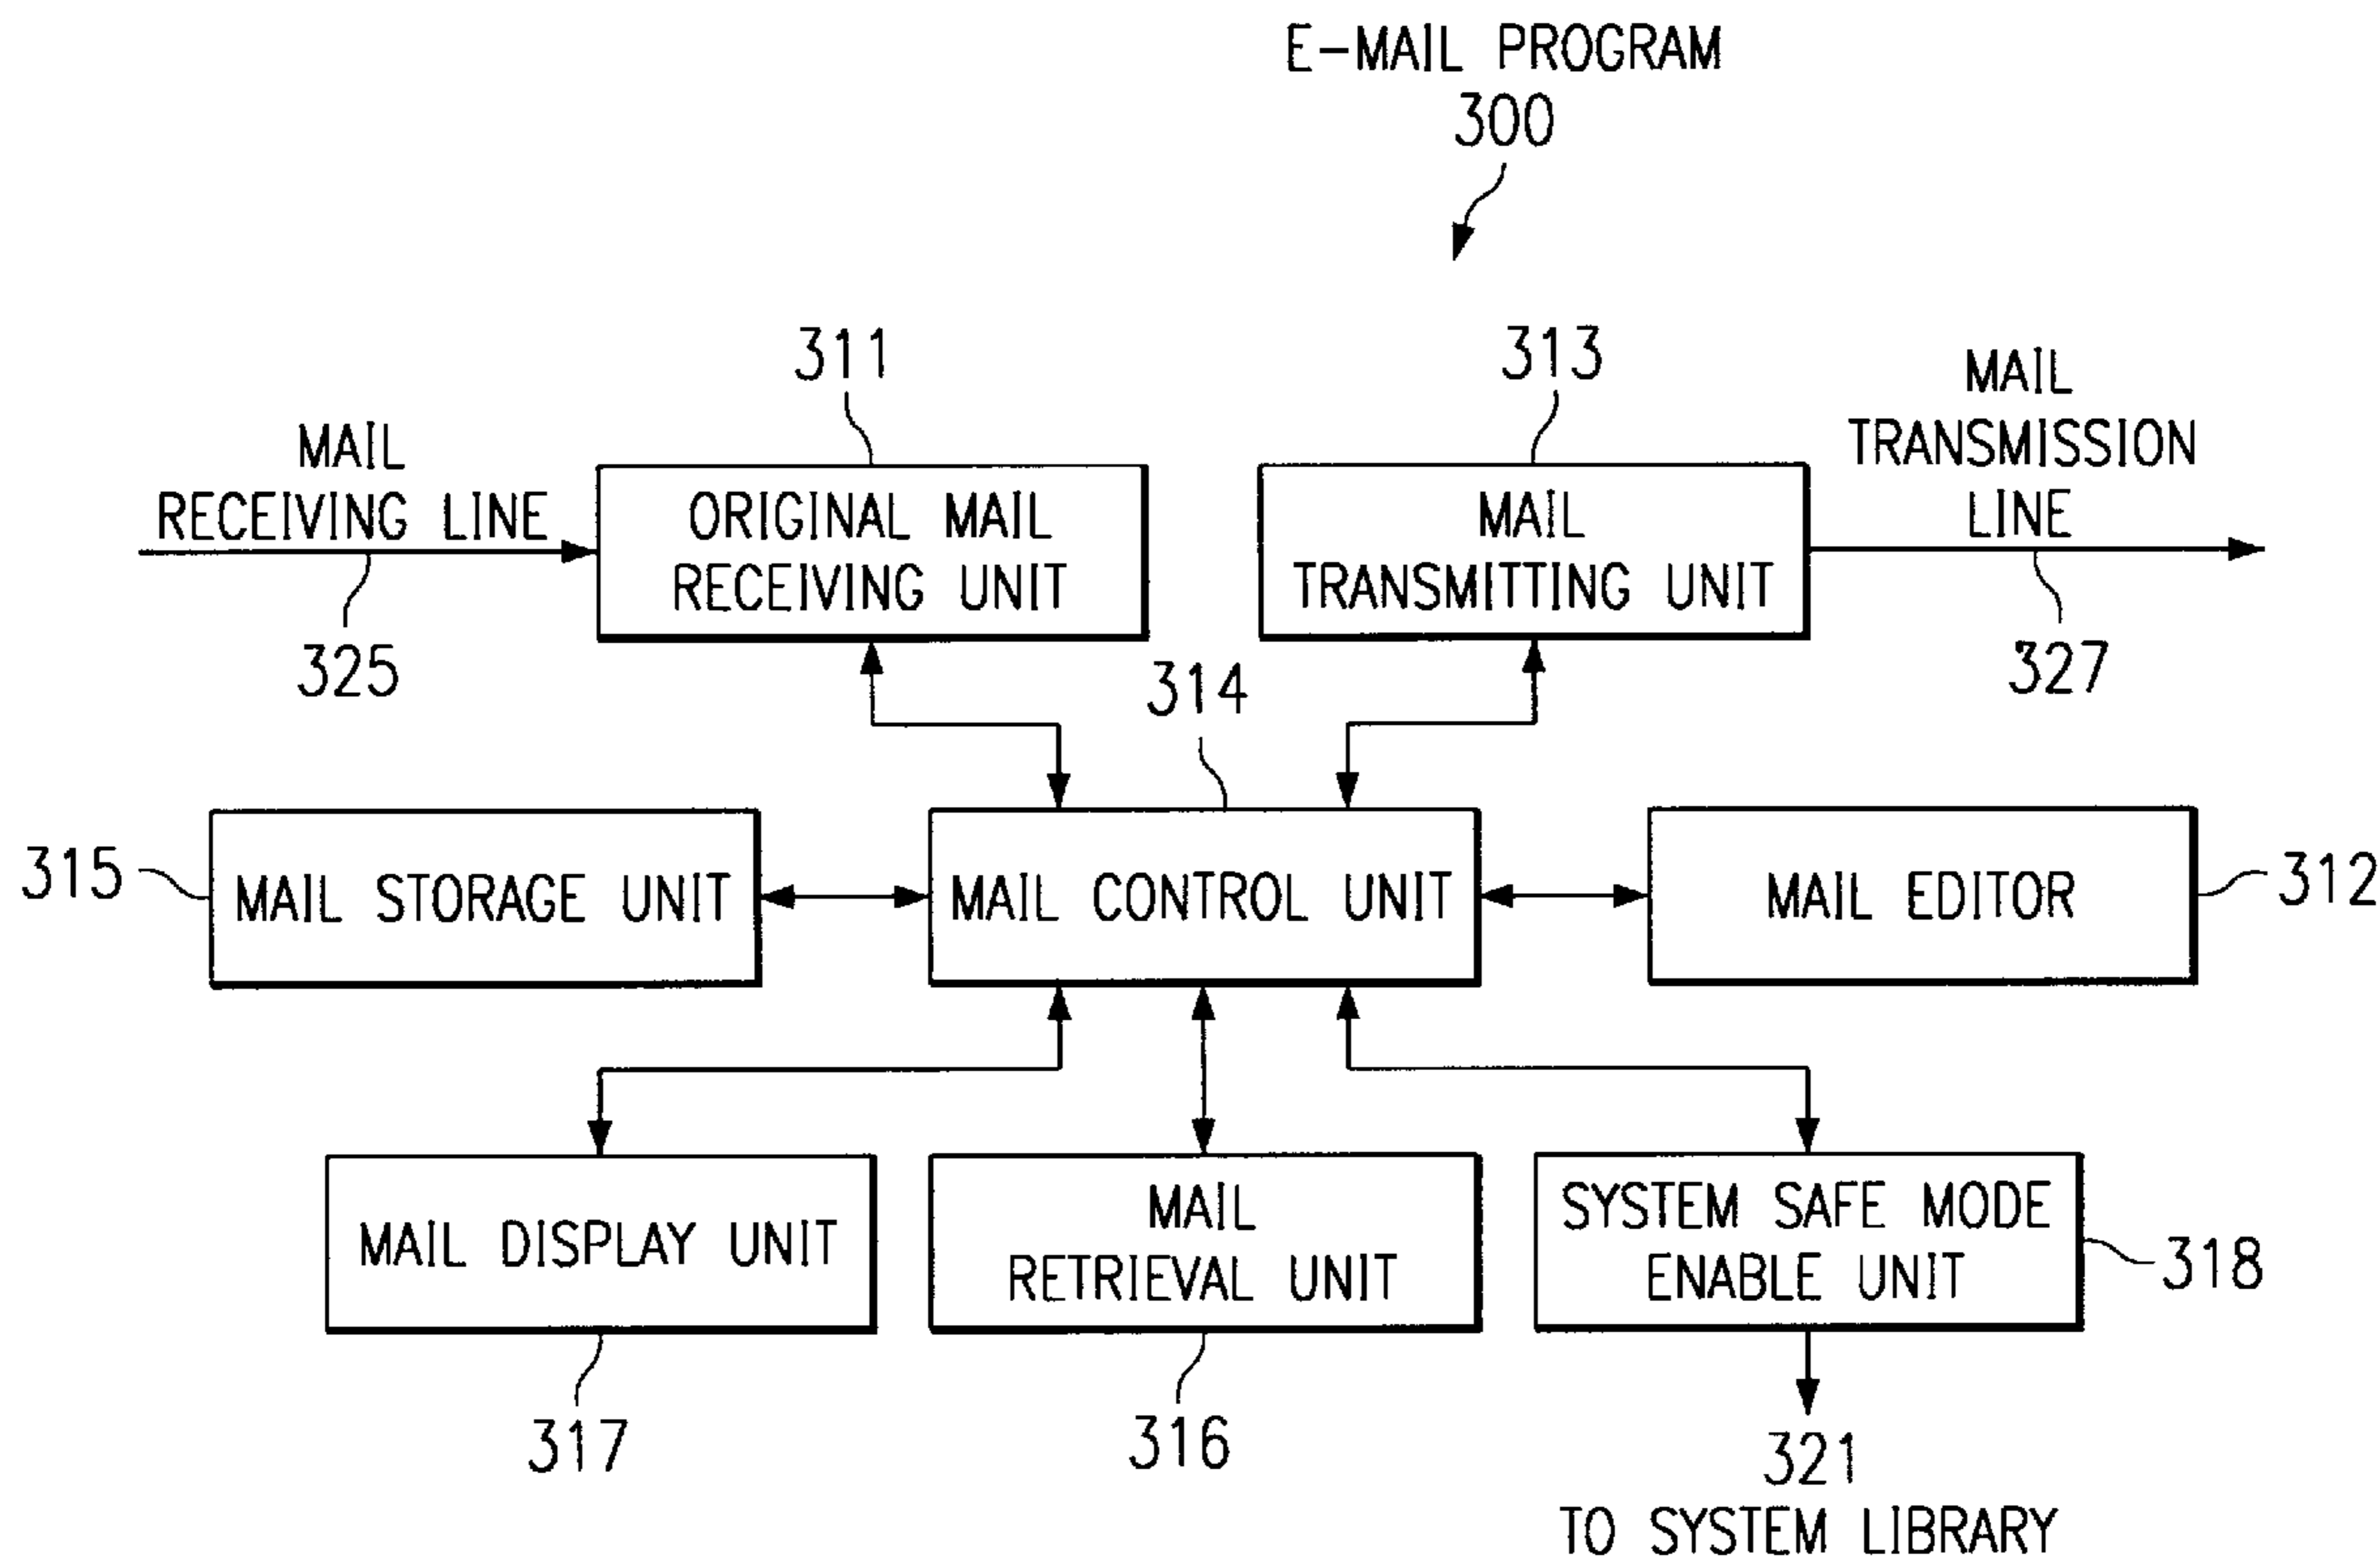 E-MAIL PROGRAM
300
311
313
MAIL
RECEIVING LINE
325
ORIGINAL MAIL
RECEIVING UNIT
MAIL
TRANSMITTING UNIT
MAIL
TRANSMISSION
LINE
327
314
315
MAIL STORAGE UNIT
MAIL CONTROL UNIT
MAIL EDITOR
312
MAIL DISPLAY UNIT
317
MAIL
RETRIEVAL UNIT
316
SYSTEM SAFE MODE
ENABLE UNIT
318
321
TO SYSTEM LIBRARY